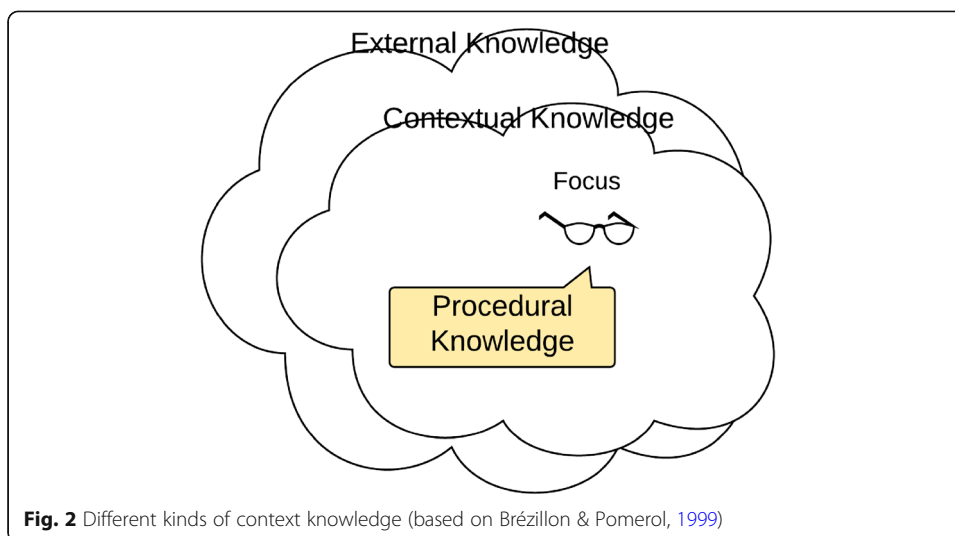 External Knowledge
Contextual Knowledge
Focus
Procedural
Knowledge
Fig. 2 Different kinds of context knowledge (based on Brézillon & Pomerol, 1999)